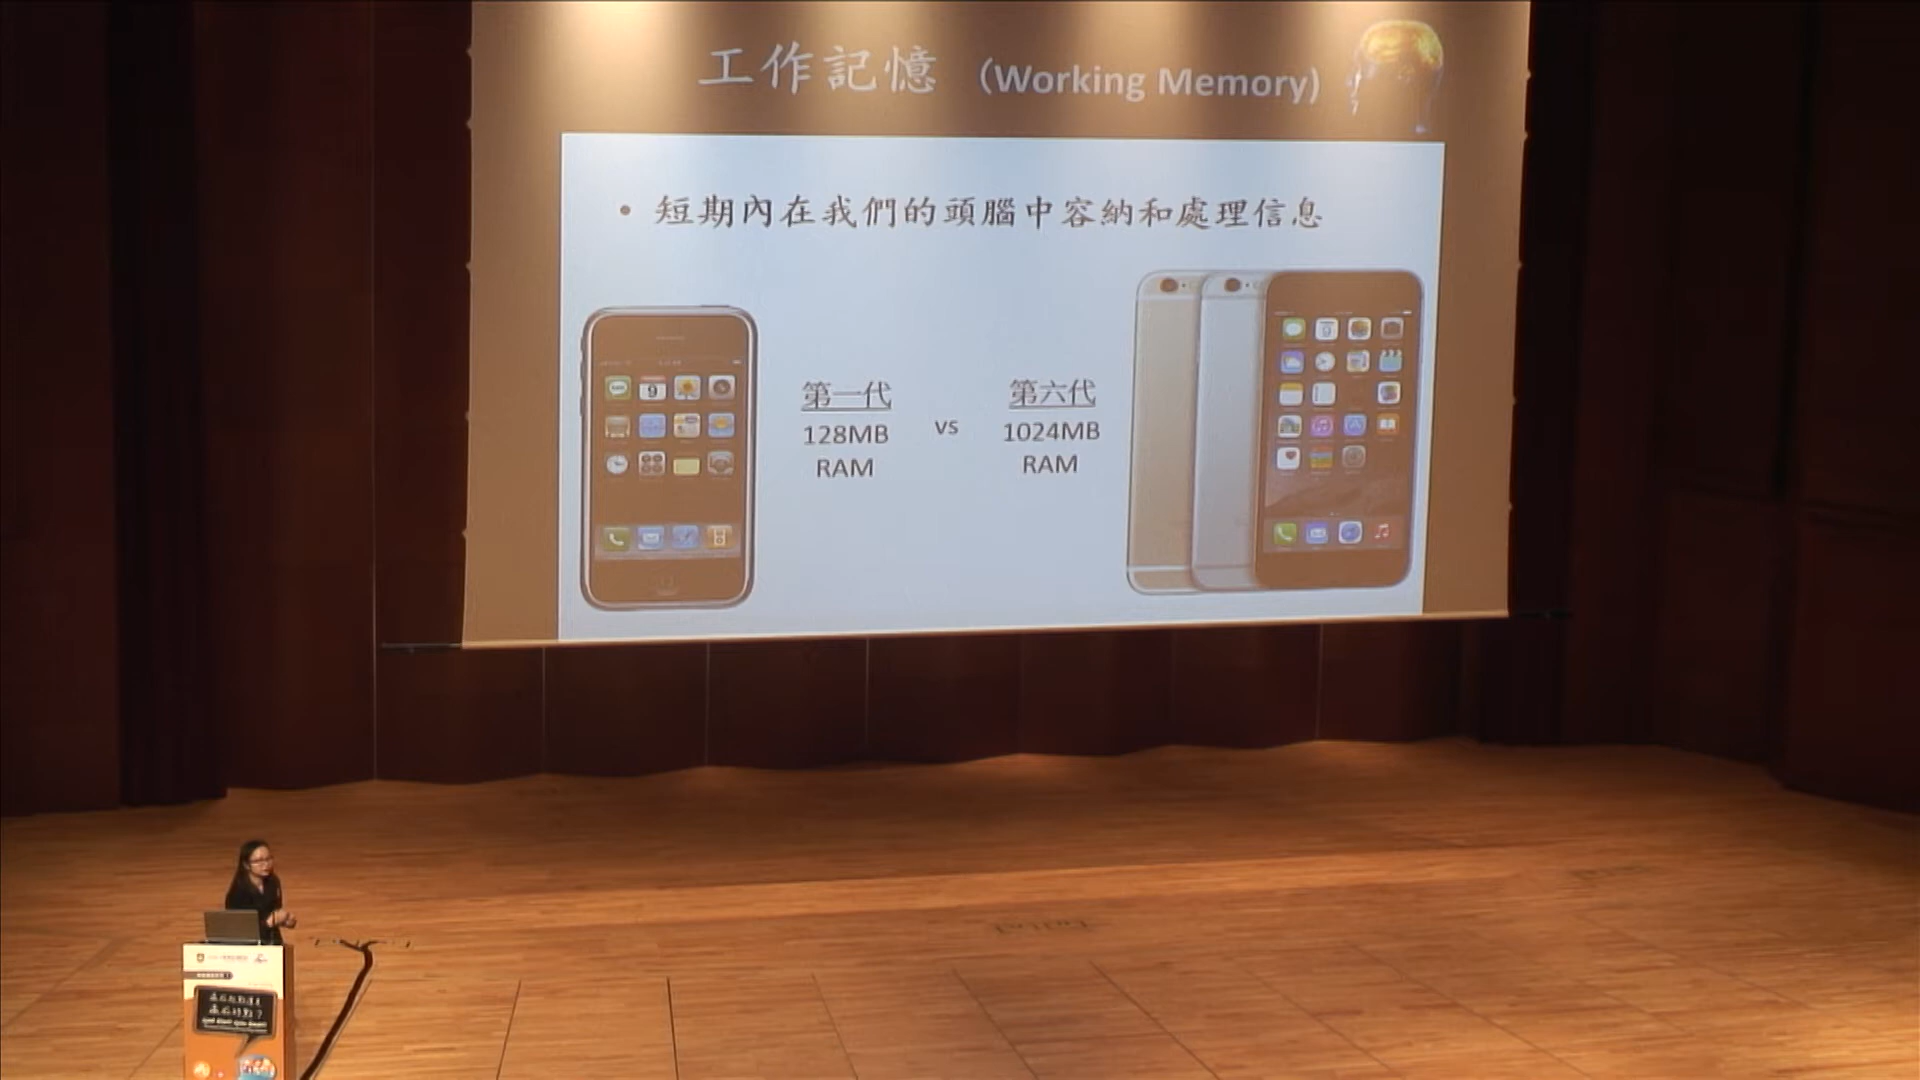 工作記憶 (Working Memory)
• 短期內在我們的頭腦中容納和處理信息
第一代
128MB
RAM
vs
第六代
1024MB
RAM